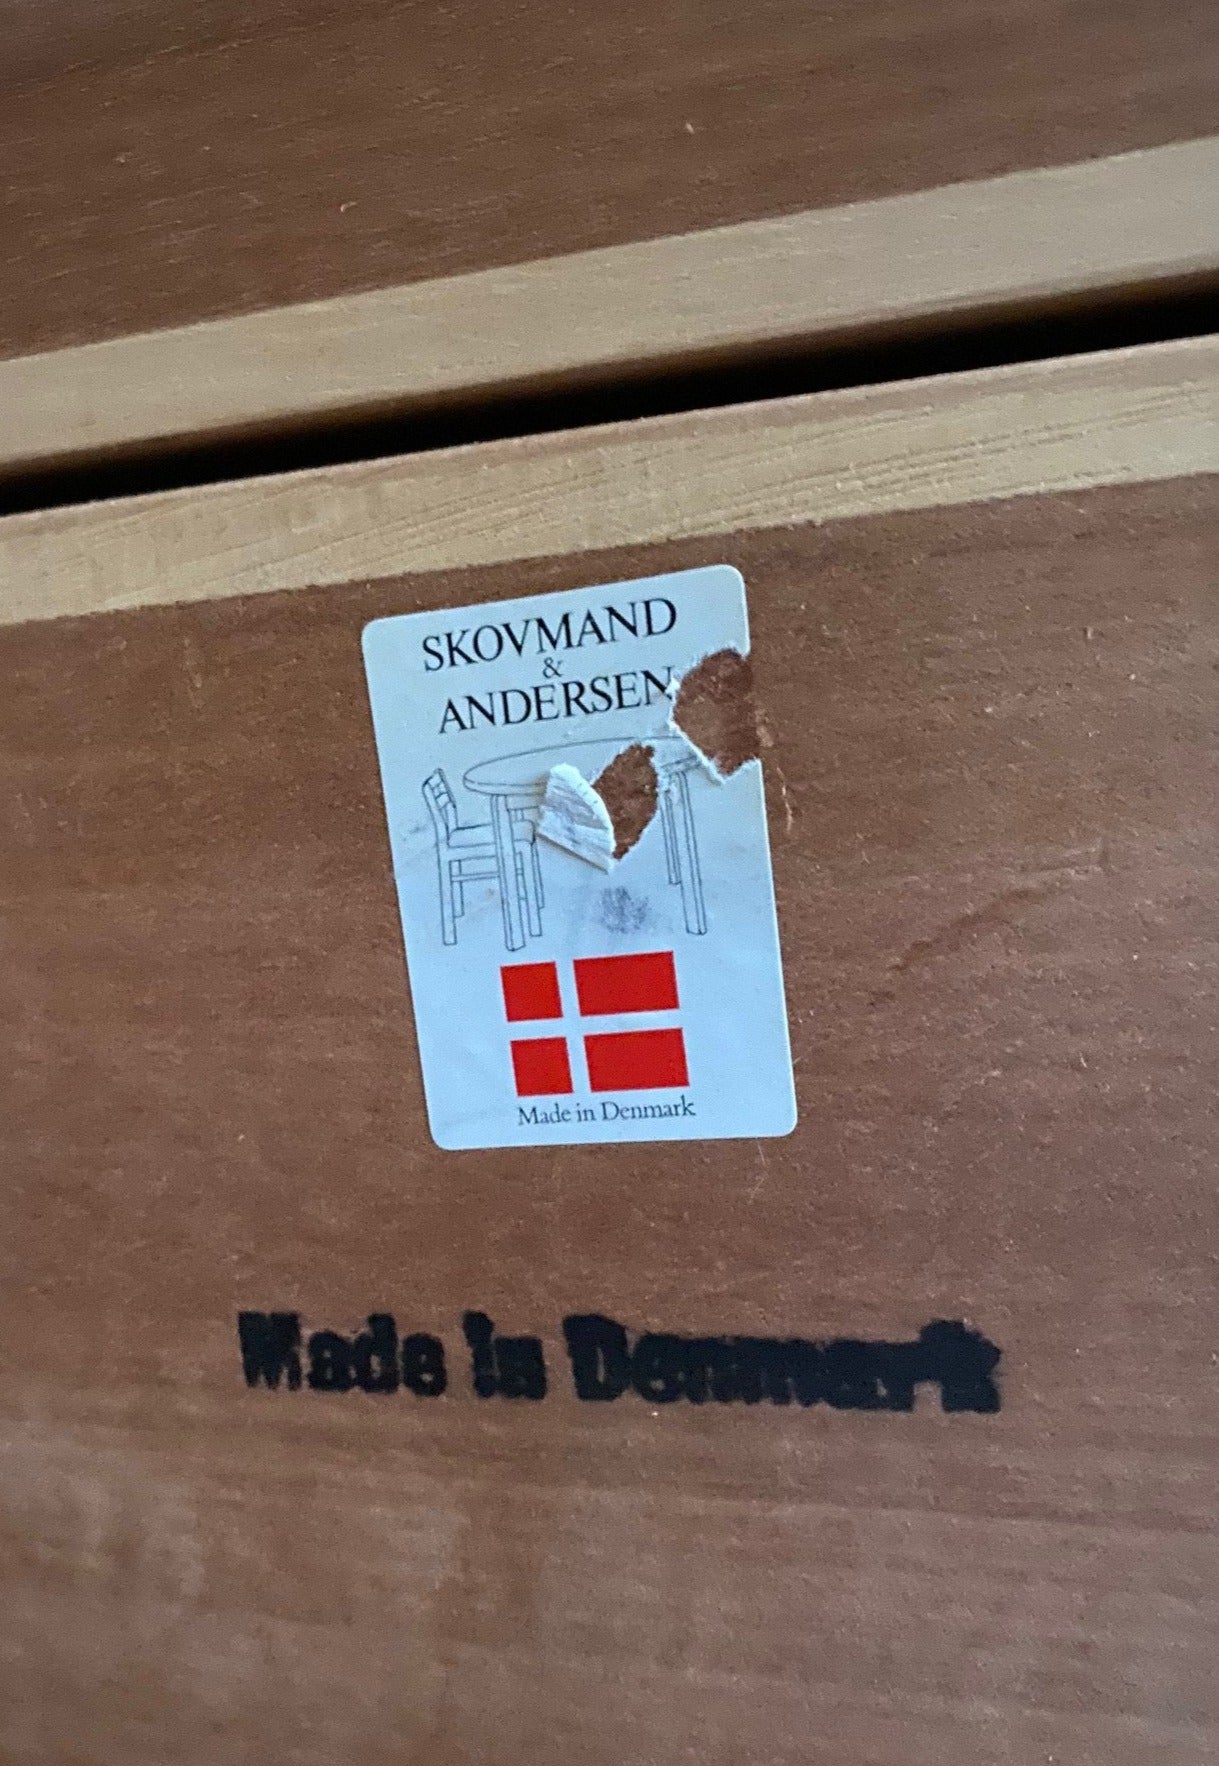 SKOVMAND
&
ANDERSEN
Made in Denmark
Made in Denmark